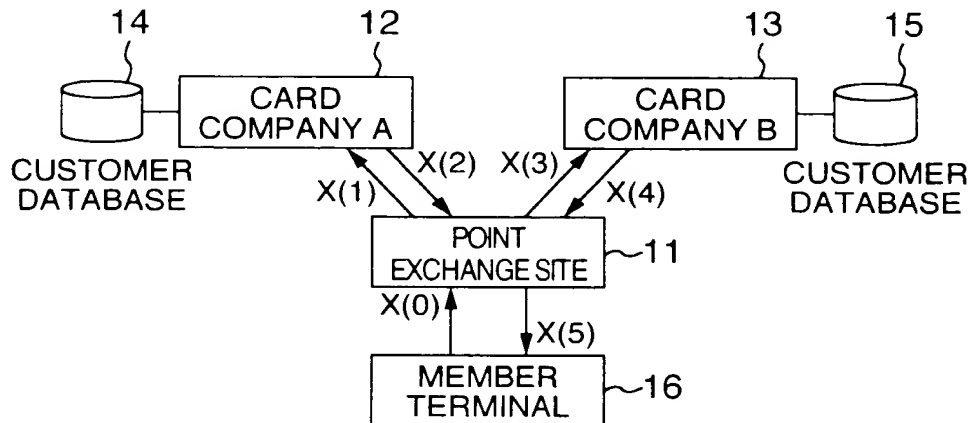 14
12
13
15
CARD
COMPANY A
CARD
COMPANY B
CUSTOMER
DATABASE
CUSTOMER
DATABASE
X(1)
X(2)
X(3)
X(4)
POINT
EXCHANGE SITE
11
X(0)
X(5)
MEMBER
TERMINAL
16